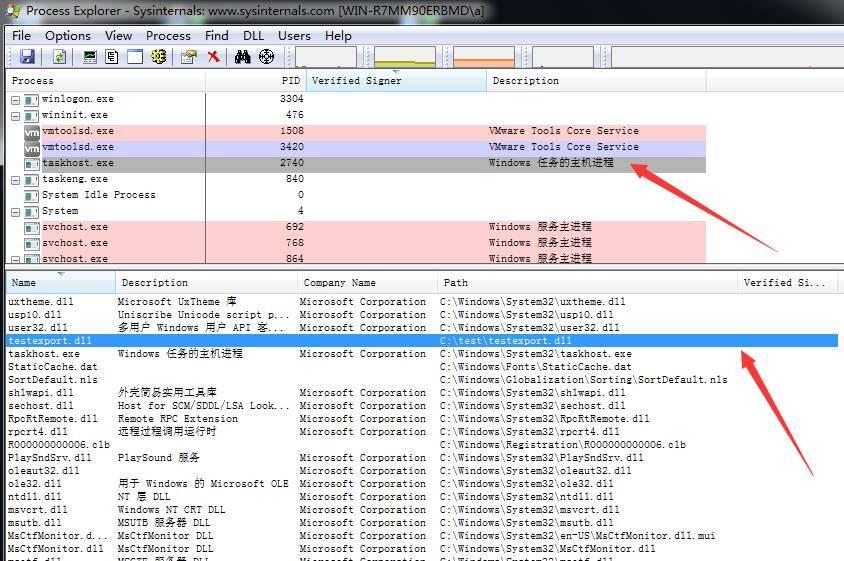 Process Explorer - Sysinternals: www.sysinternals.com [WIN-R7MM90ERBMD\a]
File Options View Process Find DLL Users Help
Process PID Verified Signer Description
winlogon.exe 3304
wininit.exe 476
vm vmtoolsd.exe 1508 VMware Tools Core Service
vm vmtoolsd.exe 3420 VMware Tools Core Service
taskhost.exe 2740 Windows 任务的主机进程
taskeng.exe 840
System Idle Process 0
System 4
svchost.exe 692 Windows 服务主进程
svchost.exe 768 Windows 服务主进程
svchost.exe 864 Windows 服务主进程
Name Description Company Name Path Verified Si...
uxtheme.dll Microsoft UxTheme 库 Microsoft Corporation C:\Windows\System32\uxtheme.dll
usp10.dll Uniscribe Unicode script p... Microsoft Corporation C:\Windows\System32\usp10.dll
user32.dll 多用户 Windows 用户 API 客... Microsoft Corporation C:\Windows\System32\user32.dll
testexport.dll C:\test\testexport.dll
taskhost.exe Windows 任务的主机进程 Microsoft Corporation C:\Windows\System32\taskhost.exe
StaticCache.dat C:\Windows\Fonts\StaticCache.dat
SortDefault.nls C:\Windows\Globalization\Sorting\SortDefault.nls
shlwapi.dll 外壳简易实用工具库 Microsoft Corporation C:\Windows\System32\shlwapi.dll
sechost.dll Host for SCM/SDDL/LSA Look... Microsoft Corporation C:\Windows\System32\sechost.dll
RpcRtRemote.dll Remote RPC Extension Microsoft Corporation C:\Windows\System32\RpcRtRemote.dll
rpcrt4.dll 远程过程调用运行时 Microsoft Corporation C:\Windows\System32\rpcrt4.dll
R000000000006.clb C:\Windows\Registration\R000000000006.clb
PlaySndSrv.dll PlaySound 服务 Microsoft Corporation C:\Windows\System32\PlaySndSrv.dll
oleaut32.dll Microsoft Corporation C:\Windows\System32\oleaut32.dll
ole32.dll 用于 Windows 的 Microsoft OLE Microsoft Corporation C:\Windows\System32\ole32.dll
ntdll.dll NT 层 DLL Microsoft Corporation C:\Windows\System32\ntdll.dll
msvcrt.dll Windows NT CRT DLL Microsoft Corporation C:\Windows\System32\msvcrt.dll
msutb.dll MSUTB 服务器 DLL Microsoft Corporation C:\Windows\System32\msutb.dll
MsCtfMonitor.d... MsCtfMonitor DLL Microsoft Corporation C:\Windows\System32\en-US\MsCtfMonitor.dll.mui
MsCtfMonitor.dll MsCtfMonitor DLL Microsoft Corporation C:\Windows\System32\MsCtfMonitor.dll